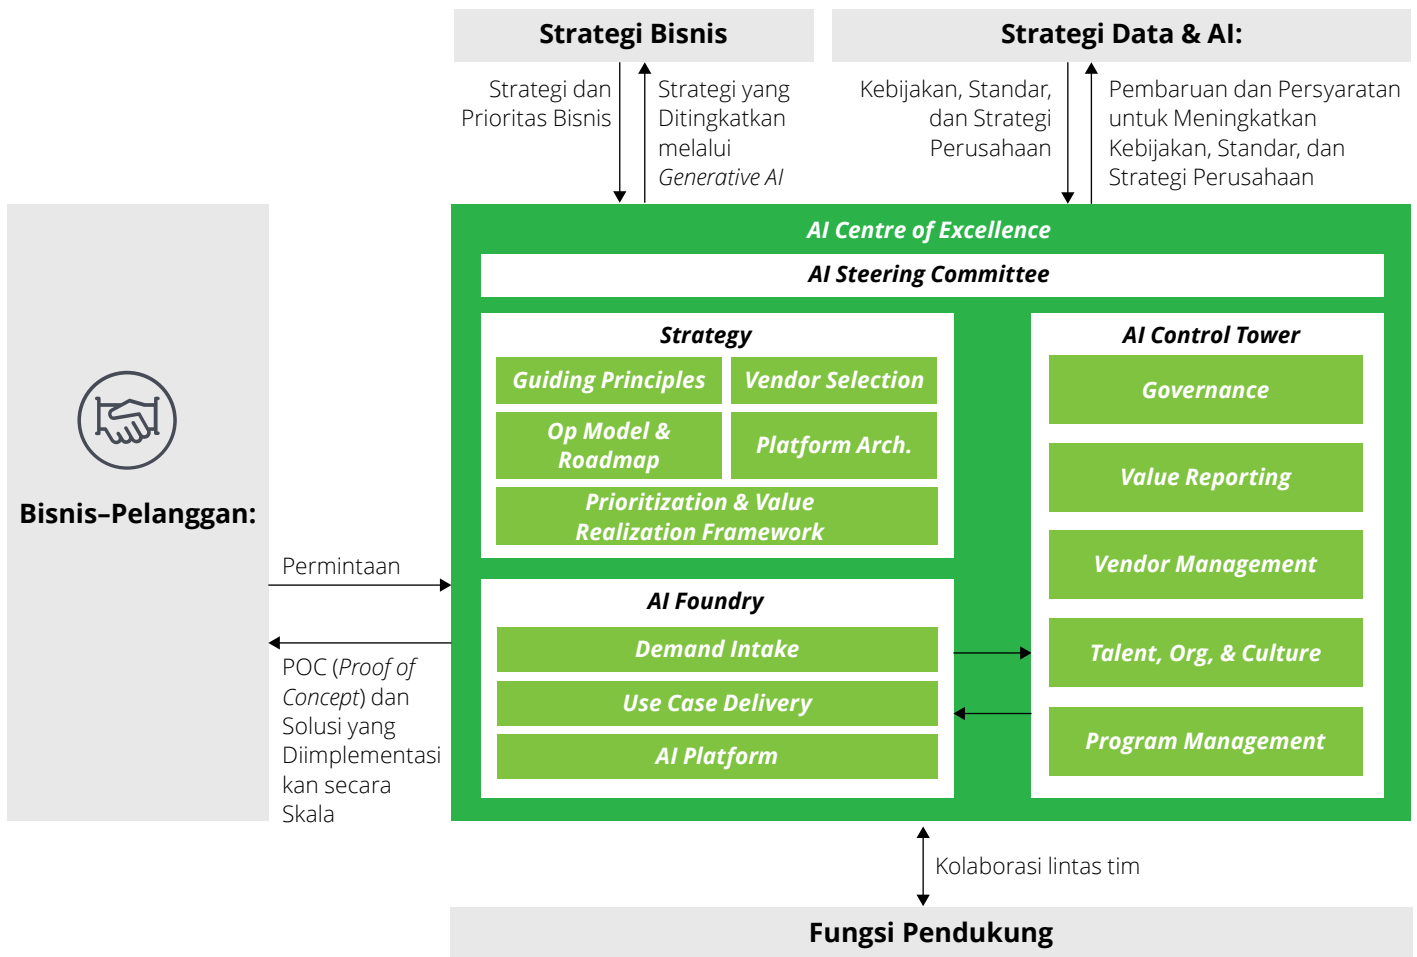 Strategi Bisnis
Strategi Data & AI:
Strategi dan
Prioritas Bisnis
Strategi yang
Ditingkatkan
melalui
Generative AI
Kebijakan, Standar,
dan Strategi
Perusahaan
Pembaruan dan Persyaratan
untuk Meningkatkan
Kebijakan, Standar, dan
Strategi Perusahaan
Bisnis–Pelanggan:
Permintaan
POC (Proof of
Concept) dan
Solusi yang
Diimplementasi
kan secara
Skala
AI Centre of Excellence
AI Steering Committee
Strategy
Guiding Principles
Vendor Selection
Op Model &
Roadmap
Platform Arch.
Prioritization & Value
Realization Framework
AI Foundry
Demand Intake
Use Case Delivery
AI Platform
AI Control Tower
Governance
Value Reporting
Vendor Management
Talent, Org, & Culture
Program Management
Kolaborasi lintas tim
Fungsi Pendukung